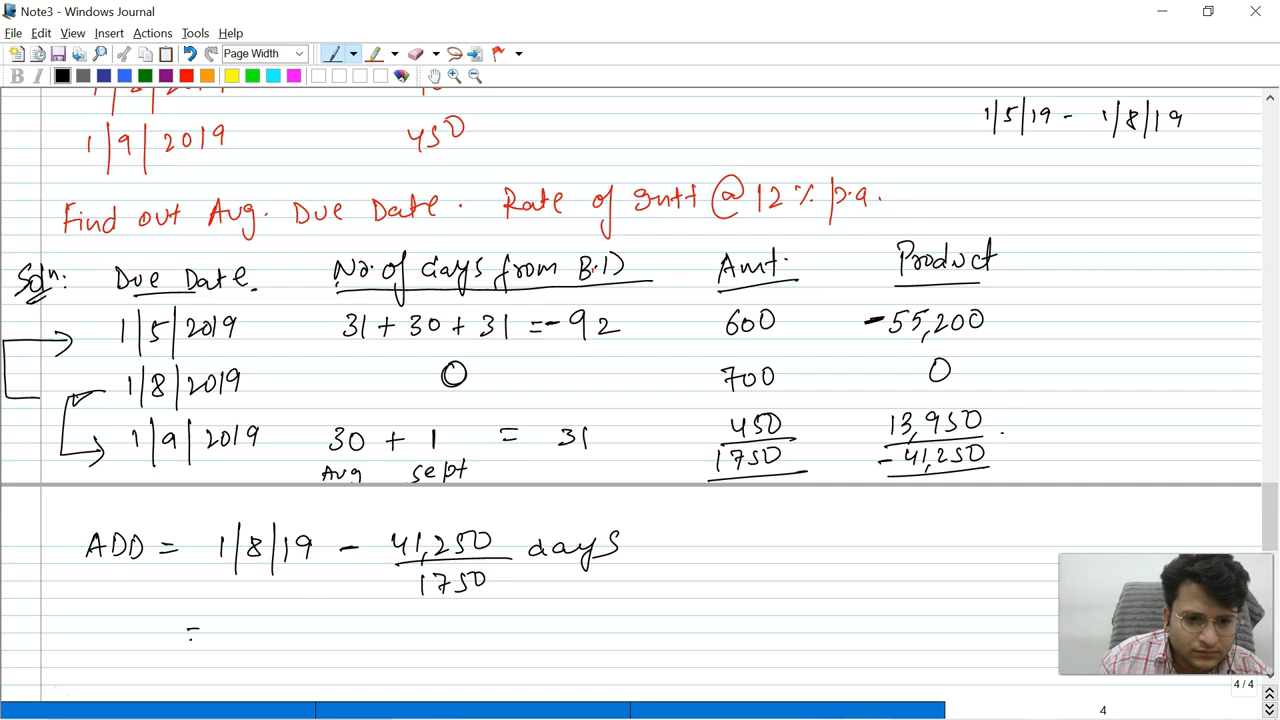 Note3 - Windows Journal
File Edit View Insert Actions Tools Help
Page Width
B I
1/9/2019 450
1/5/19 - 1/8/19
Find out Avg. Due Date. Rate of Intt @ 12% p.a.
Soln: Due Date. No. of days from B.D Amt. Product
1/5/2019 31 + 30 + 31 = -92 600 -55,200
1/8/2019 0 700 0
1/9/2019 30 + 1 = 31 450 13,950.
Aug Sept 1750 -41,250
ADD = 1/8/19 - 41,250 days
1750
=
4 / 4
4